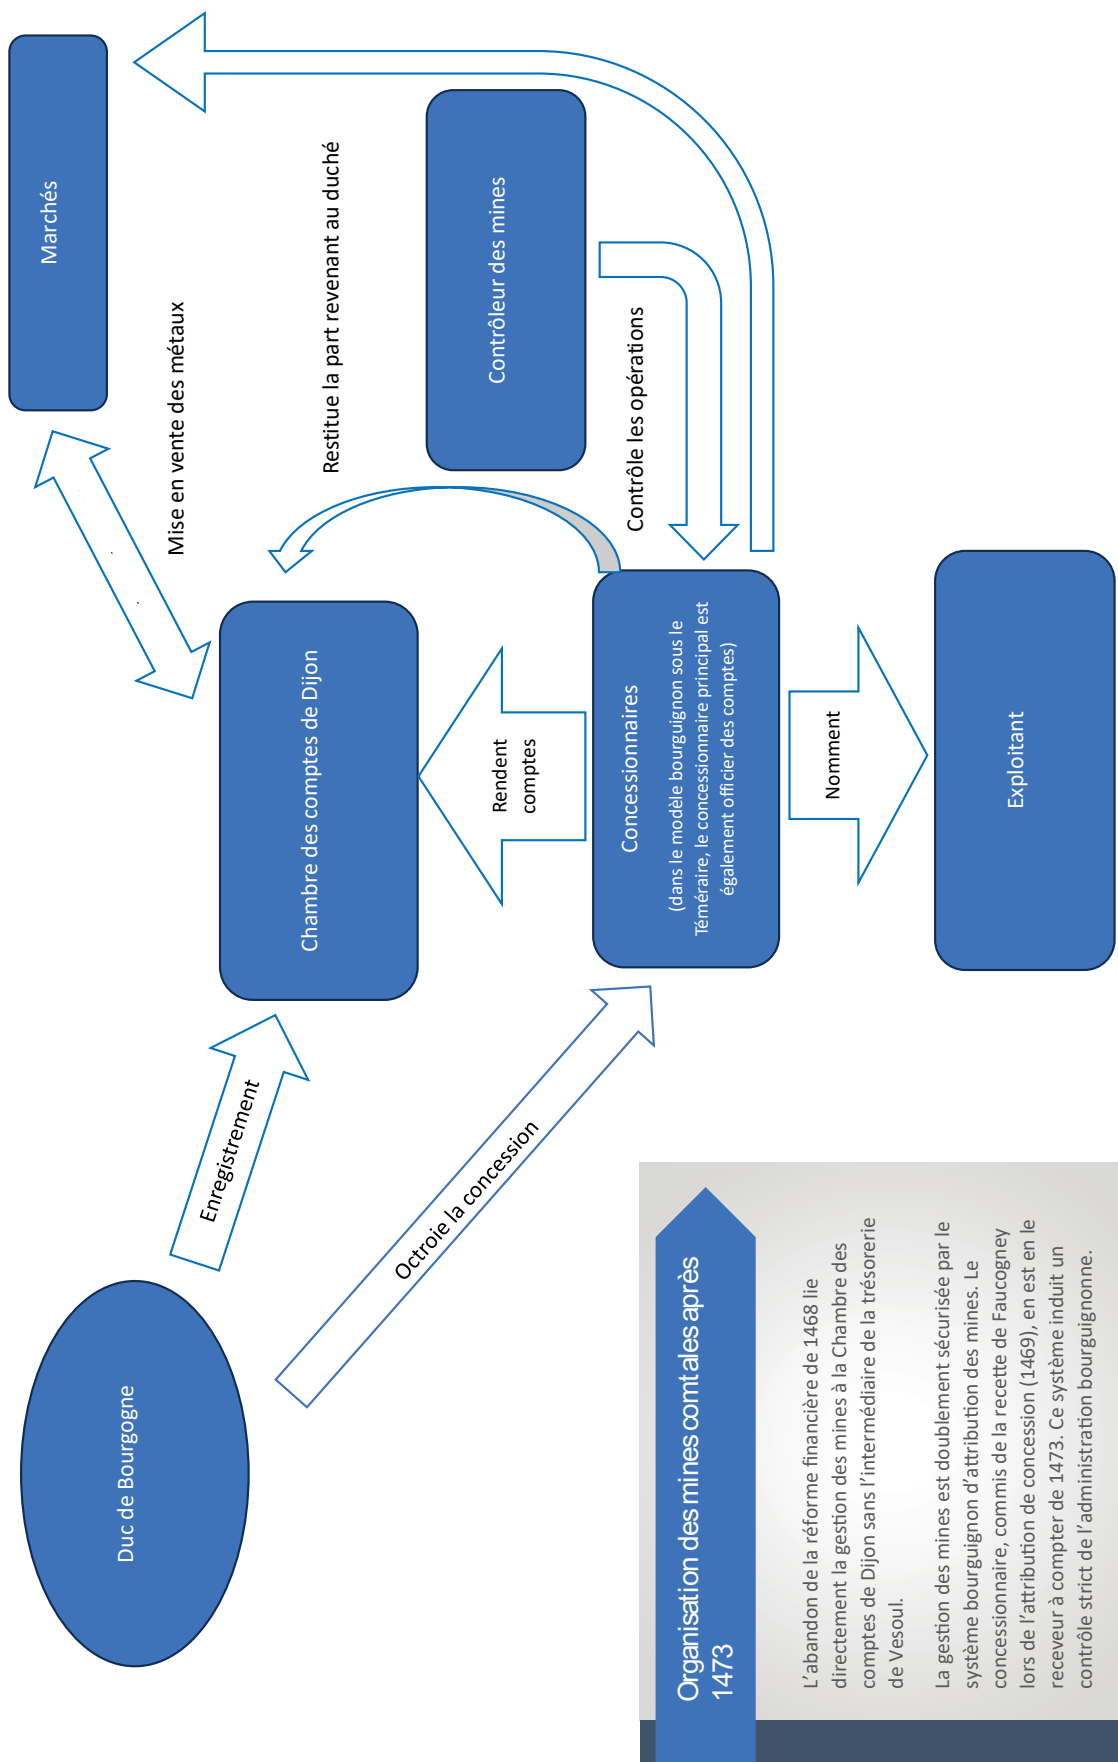 Duc de Bourgogne
Enregistrement
Octroie la concession
Chambre des comptes de Dijon
Mise en vente des métaux
Marchés
Restitue la part revenant au duché
Rendent
comptes
Contrôleur des mines
Contrôle les opérations
Concessionnaires
(dans le modèle bourguignon sous le
Téméraire, le concessionnaire principal est
également officier des comptes)
Nomment
Exploitant
Organisation des mines comtales après
1473
L'abandon de la réforme financière de 1468 lie
directement la gestion des mines à la Chambre des
comptes de Dijon sans l'intermédiaire de la trésorerie
de Vesoul.
La gestion des mines est doublement sécurisée par le
système bourguignon d'attribution des mines. Le
concessionnaire, commis de la recette de Faucogney
lors de l'attribution de concession (1469), en est en le
receveur à compter de 1473. Ce système induit un
contrôle strict de l'administration bourguignonne.